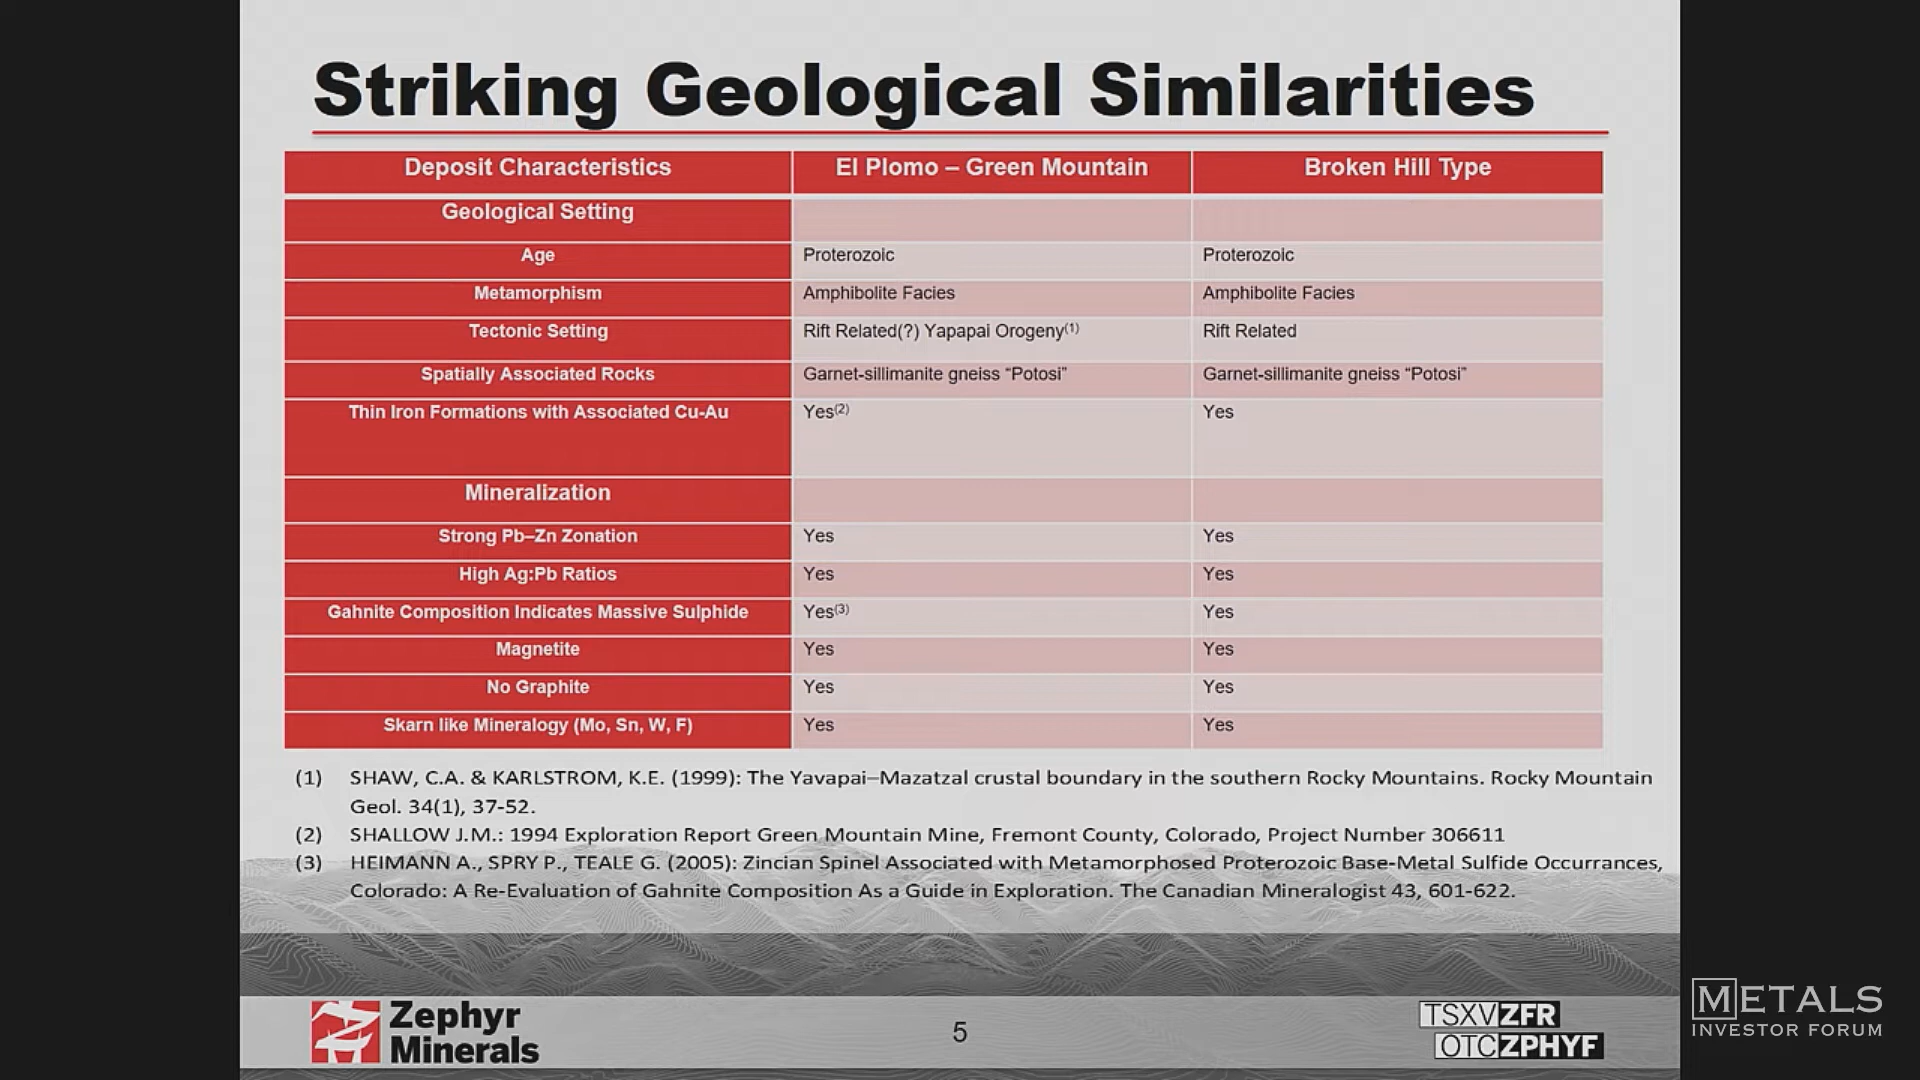 Striking Geological Similarities
Deposit Characteristics El Plomo – Green Mountain Broken Hill Type
Geological Setting
Age Proterozoic Proterozoic
Metamorphism Amphibolite Facies Amphibolite Facies
Tectonic Setting Rift Related(?) Yapapai Orogeny(1) Rift Related
Spatially Associated Rocks Garnet-sillimanite gneiss “Potosi” Garnet-sillimanite gneiss “Potosi”
Thin Iron Formations with Associated Cu-Au Yes(2) Yes
Mineralization
Strong Pb–Zn Zonation Yes Yes
High Ag:Pb Ratios Yes Yes
Gahnite Composition Indicates Massive Sulphide Yes(3) Yes
Magnetite Yes Yes
No Graphite Yes Yes
Skarn like Mineralogy (Mo, Sn, W, F) Yes Yes
(1) SHAW, C.A. & KARLSTROM, K.E. (1999): The Yavapai–Mazatzal crustal boundary in the southern Rocky Mountains. Rocky Mountain
Geol. 34(1), 37-52.
(2) SHALLOW J.M.: 1994 Exploration Report Green Mountain Mine, Fremont County, Colorado, Project Number 306611
(3) HEIMANN A., SPRY P., TEALE G. (2005): Zincian Spinel Associated with Metamorphosed Proterozoic Base-Metal Sulfide Occurrances,
Colorado: A Re-Evaluation of Gahnite Composition As a Guide in Exploration. The Canadian Mineralogist 43, 601-622.
Zephyr
Minerals
5
TSXV ZFR
OTC ZPHYF
METALS
INVESTOR FORUM